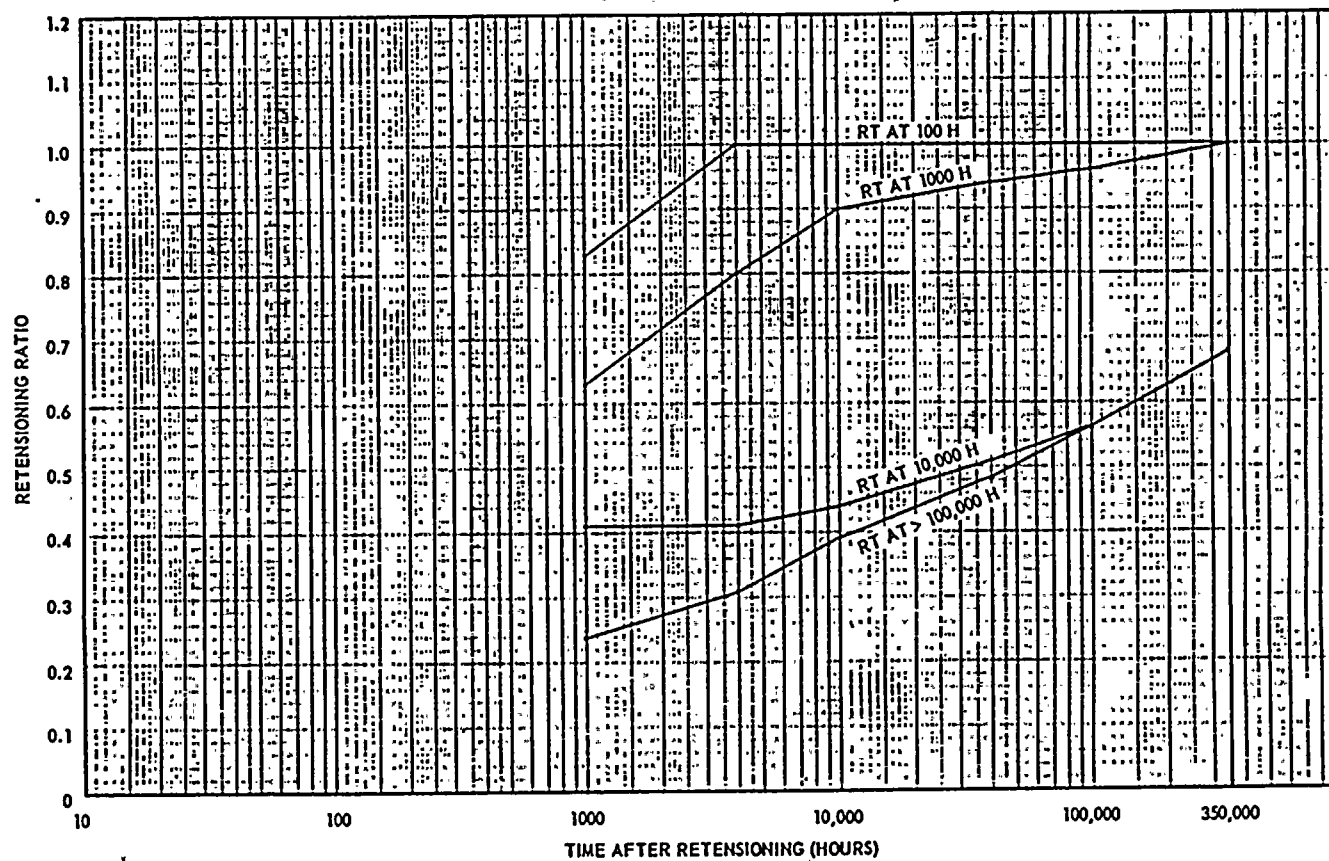 1.2
1.1
1.0
0.9
0.8
0.7
0.6
0.5
0.4
0.3
0.2
0.1
0
RETENSIONING RATIO
RT AT 100 H
RT AT 1000 H
RT AT 10,000 H
RT AT > 100,000 H
10 100 1000 10,000 100,000 350,000
TIME AFTER RETENSIONING (HOURS)